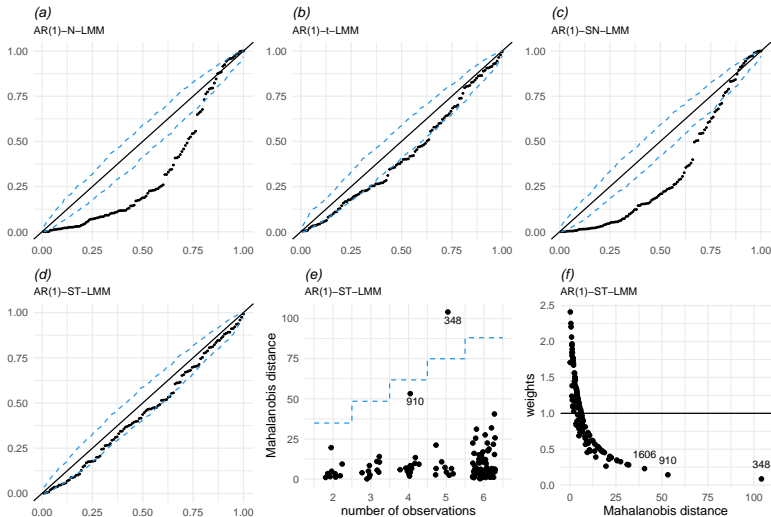 (a)
AR(1)−N−LMM
1.00
0.75
0.50
0.25
0.00
0.00 0.25 0.50 0.75 1.00
(b)
AR(1)−t−LMM
1.00
0.75
0.50
0.25
0.00
0.00 0.25 0.50 0.75 1.00
(c)
AR(1)−SN−LMM
1.00
0.75
0.50
0.25
0.00
0.00 0.25 0.50 0.75 1.00
(d)
AR(1)−ST−LMM
1.00
0.75
0.50
0.25
0.00
0.00 0.25 0.50 0.75 1.00
(e)
AR(1)−ST−LMM
Mahalanobis distance
100
75
50
25
0
348
910
2 3 4 5 6
number of observations
(f)
AR(1)−ST−LMM
weights
2.5
2.0
1.5
1.0
0.5
0.0
1606 910 348
0 25 50 75 100
Mahalanobis distance